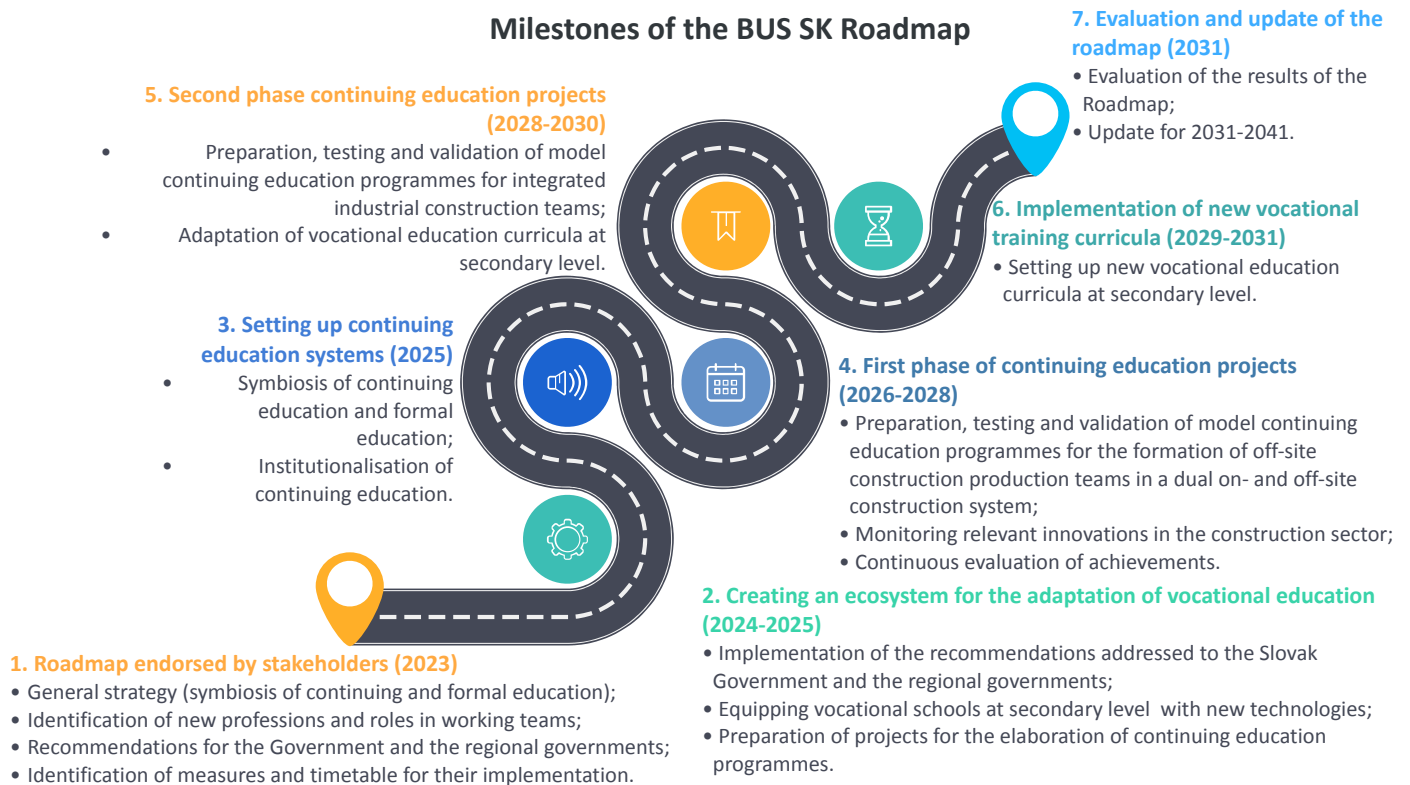 Milestones of the BUS SK Roadmap
7. Evaluation and update of the
roadmap (2031)
• Evaluation of the results of the
Roadmap;
• Update for 2031-2041.
5. Second phase continuing education projects
(2028-2030)
• Preparation, testing and validation of model
continuing education programmes for integrated
industrial construction teams;
• Adaptation of vocational education curricula at
secondary level.
6. Implementation of new vocational
training curricula (2029-2031)
• Setting up new vocational education
curricula at secondary level.
3. Setting up continuing
education systems (2025)
• Symbiosis of continuing
education and formal
education;
• Institutionalisation of
continuing education.
4. First phase of continuing education projects
(2026-2028)
• Preparation, testing and validation of model continuing
education programmes for the formation of off-site
construction production teams in a dual on- and off-site
construction system;
• Monitoring relevant innovations in the construction sector;
• Continuous evaluation of achievements.
2. Creating an ecosystem for the adaptation of vocational education
(2024-2025)
• Implementation of the recommendations addressed to the Slovak
Government and the regional governments;
• Equipping vocational schools at secondary level with new technologies;
• Preparation of projects for the elaboration of continuing education
programmes.
1. Roadmap endorsed by stakeholders (2023)
• General strategy (symbiosis of continuing and formal education);
• Identification of new professions and roles in working teams;
• Recommendations for the Government and the regional governments;
• Identification of measures and timetable for their implementation.